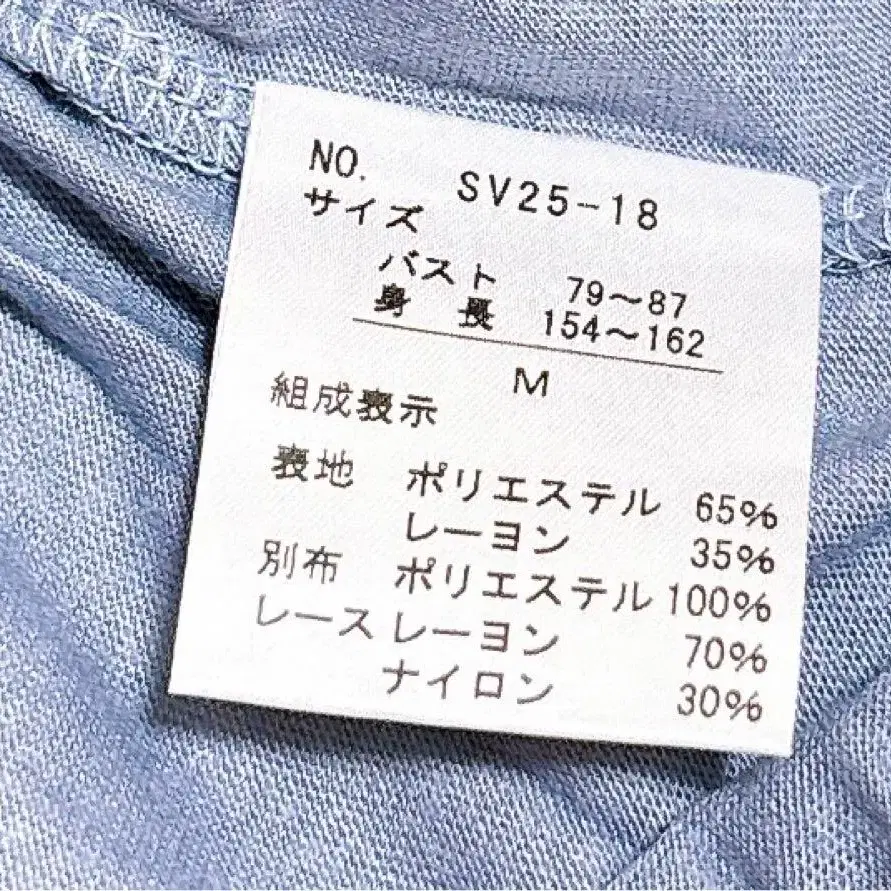 NO. SV25-18
サイズ
バスト 79～87
身長 154～162
M
組成表示
表地 ポリエステル 65%
レーヨン 35%
別布 ポリエステル 100%
レース レーヨン 70%
ナイロン 30%